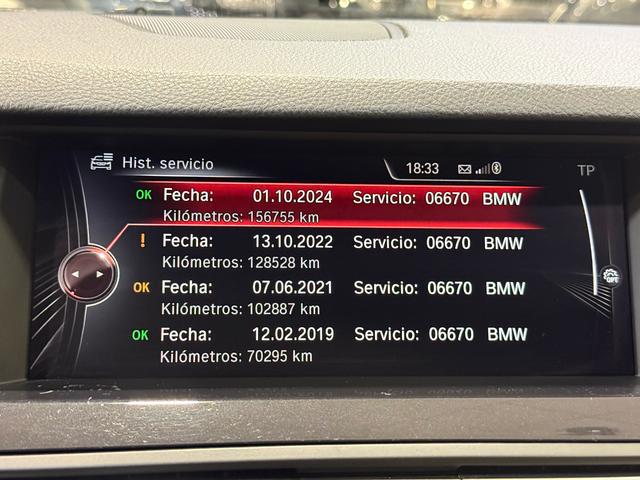 Hist. servicio
18:33
TP
OK Fecha: 01.10.2024 Servicio: 06670 BMW
Kilómetros: 156755 km
! Fecha: 13.10.2022 Servicio: 06670 BMW
Kilómetros: 128528 km
OK Fecha: 07.06.2021 Servicio: 06670 BMW
Kilómetros: 102887 km
OK Fecha: 12.02.2019 Servicio: 06670 BMW
Kilómetros: 70295 km
OPT